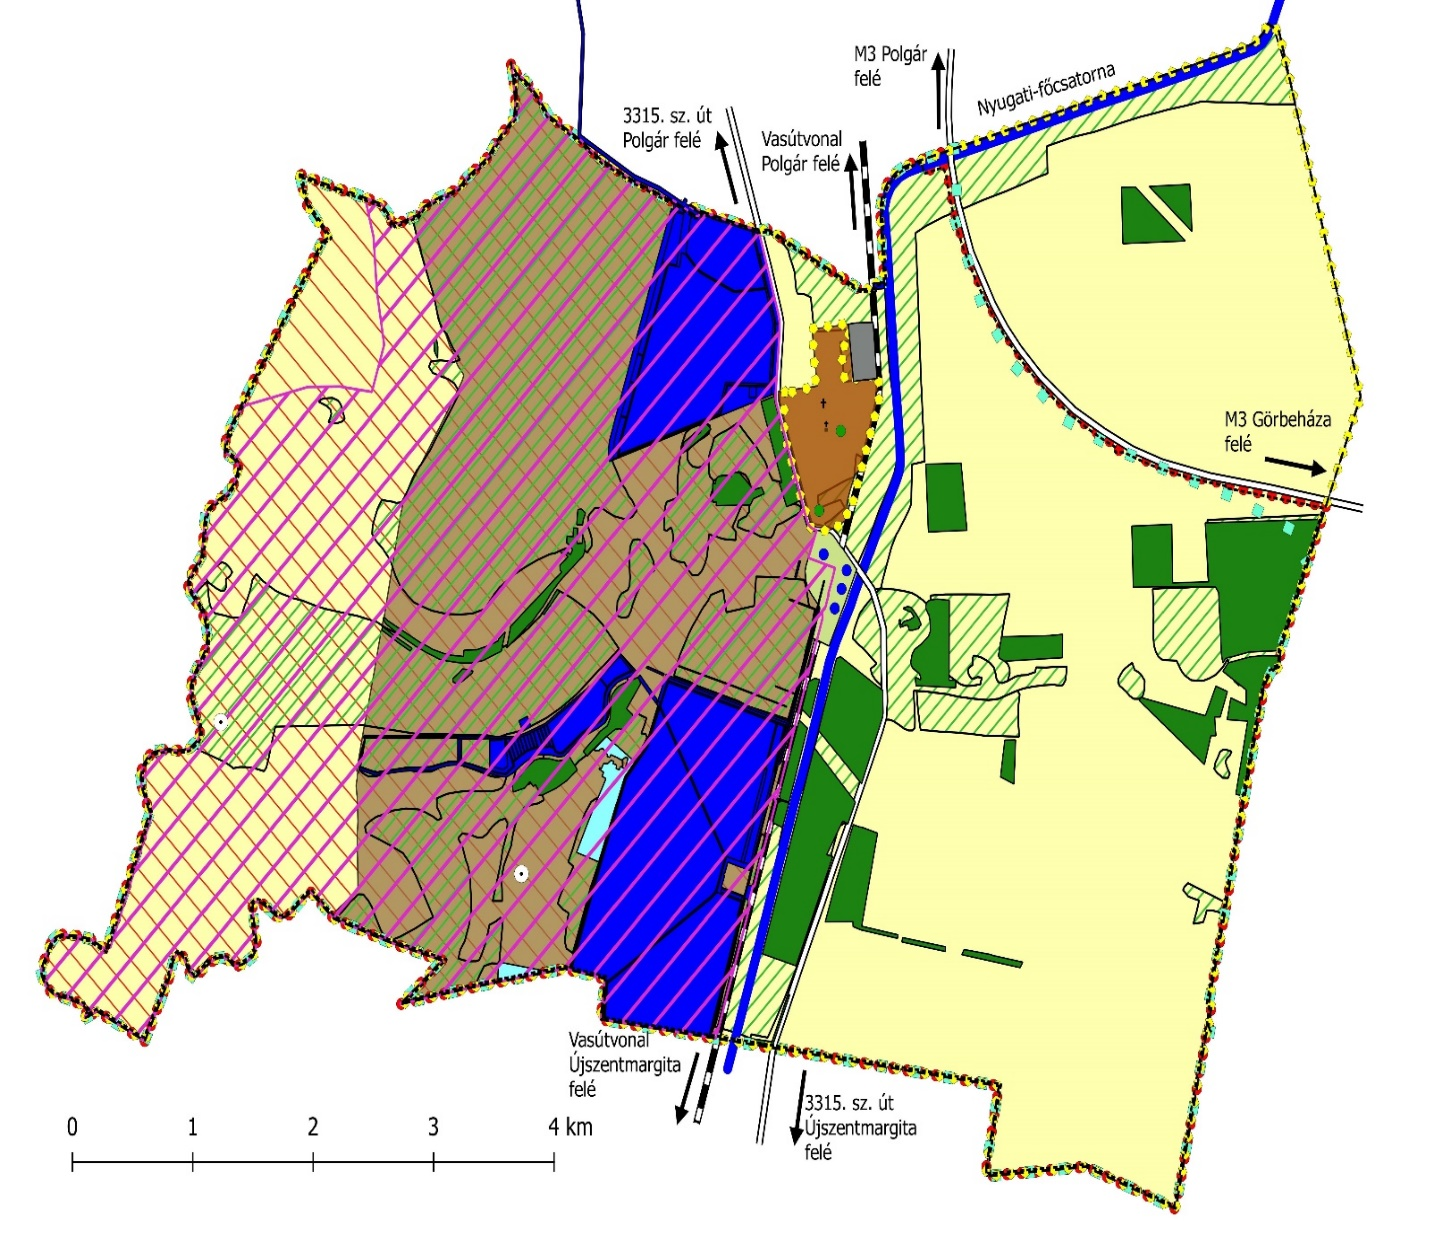 M3 Polgár
felé
Nyugati-főcsatorna
3315. sz. út
Polgár felé
Vasútvonal
Polgár felé
M3 Görbeháza
felé
Vasútvonal
Újszentmargita
felé
3315. sz. út
Újszentmargita
felé
0 1 2 3 4 km